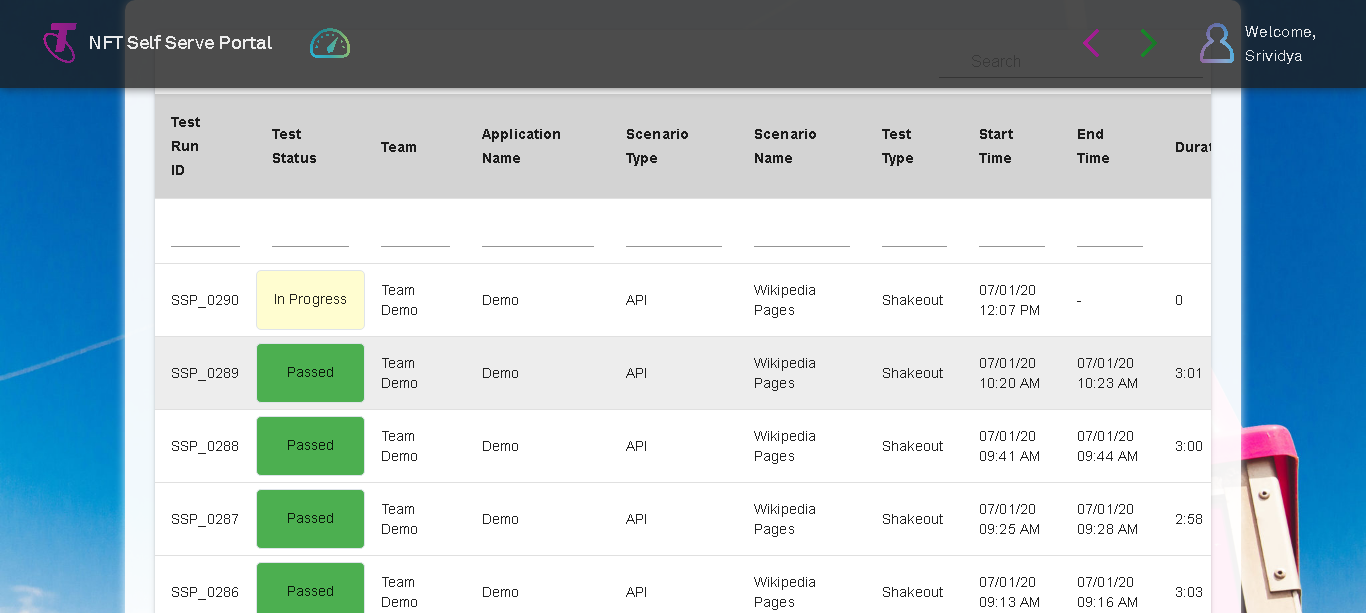 NFT Self Serve Portal
Welcome,
Srividya
Search
Test
Run
ID
Test
Status
Team
Application
Name
Scenario
Type
Scenario
Name
Test
Type
Start
Time
End
Time
SSP_0290
In Progress
Team
Demo
Demo
API
Wikipedia
Pages
Shakeout
07/01/20
12:07 PM
-
0
SSP_0289
Passed
Team
Demo
Demo
API
Wikipedia
Pages
Shakeout
07/01/20
10:20 AM
07/01/20
10:23 AM
3:01
SSP_0288
Passed
Team
Demo
Demo
API
Wikipedia
Pages
Shakeout
07/01/20
09:41 AM
07/01/20
09:44 AM
3:00
SSP_0287
Passed
Team
Demo
Demo
API
Wikipedia
Pages
Shakeout
07/01/20
09:25 AM
07/01/20
09:28 AM
2:58
SSP_0286
Passed
Team
Demo
Demo
API
Wikipedia
Pages
Shakeout
07/01/20
09:13 AM
07/01/20
09:16 AM
3:03